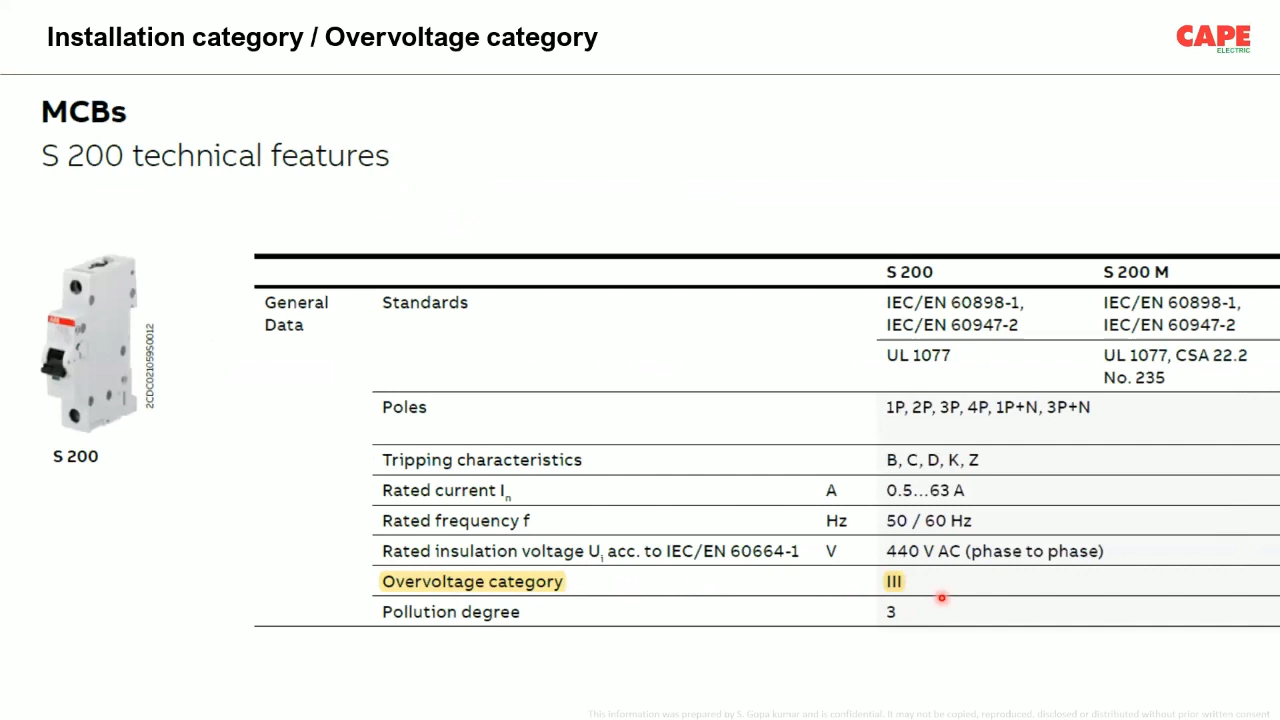 Installation category / Overvoltage category
CAPE
ELECTRIC
MCBs
S 200 technical features
ABB
2CDC021059S0012
S 200
S 200 S 200 M
General Data Standards IEC/EN 60898-1, IEC/EN 60947-2 IEC/EN 60898-1, IEC/EN 60947-2
UL 1077 UL 1077, CSA 22.2 No. 235
Poles 1P, 2P, 3P, 4P, 1P+N, 3P+N
Tripping characteristics B, C, D, K, Z
Rated current In A 0.5...63 A
Rated frequency f Hz 50 / 60 Hz
Rated insulation voltage Ui acc. to IEC/EN 60664-1 V 440 V AC (phase to phase)
Overvoltage category III
Pollution degree 3
This information was prepared by S. Gopa kumar and is confidential. It may not be copied, reproduced, disclosed or distributed without prior written consent